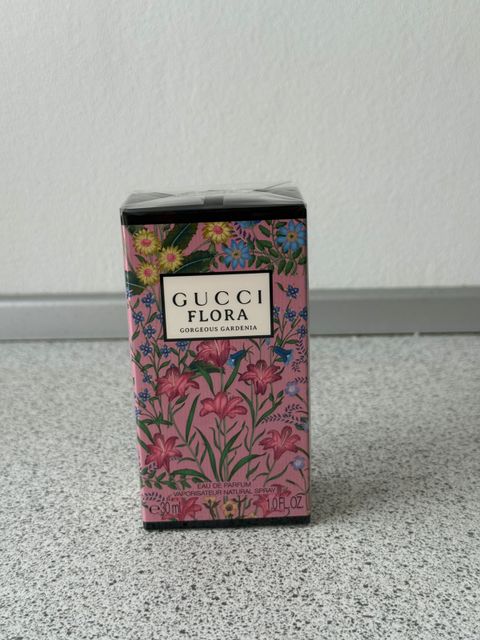 GUCCI
FLORA
GORGEOUS GARDENIA
EAU DE PARFUM
VAPORISATEUR NATURAL SPRAY
℮30 ml 1.0 FL.OZ